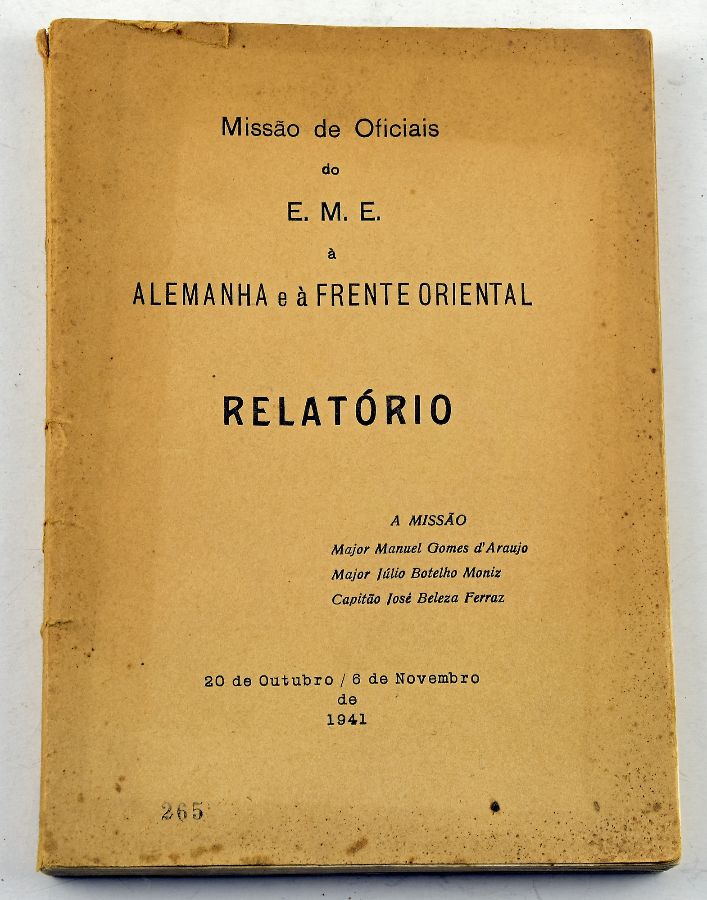 Missão de Oficiais
do
E. M. E.
à
ALEMANHA e à FRENTE ORIENTAL
RELATÓRIO
A MISSÃO
Major Manuel Gomes d'Araujo
Major Júlio Botelho Moniz
Capitão José Beleza Ferraz
20 de Outubro / 6 de Novembro
de
1941
265